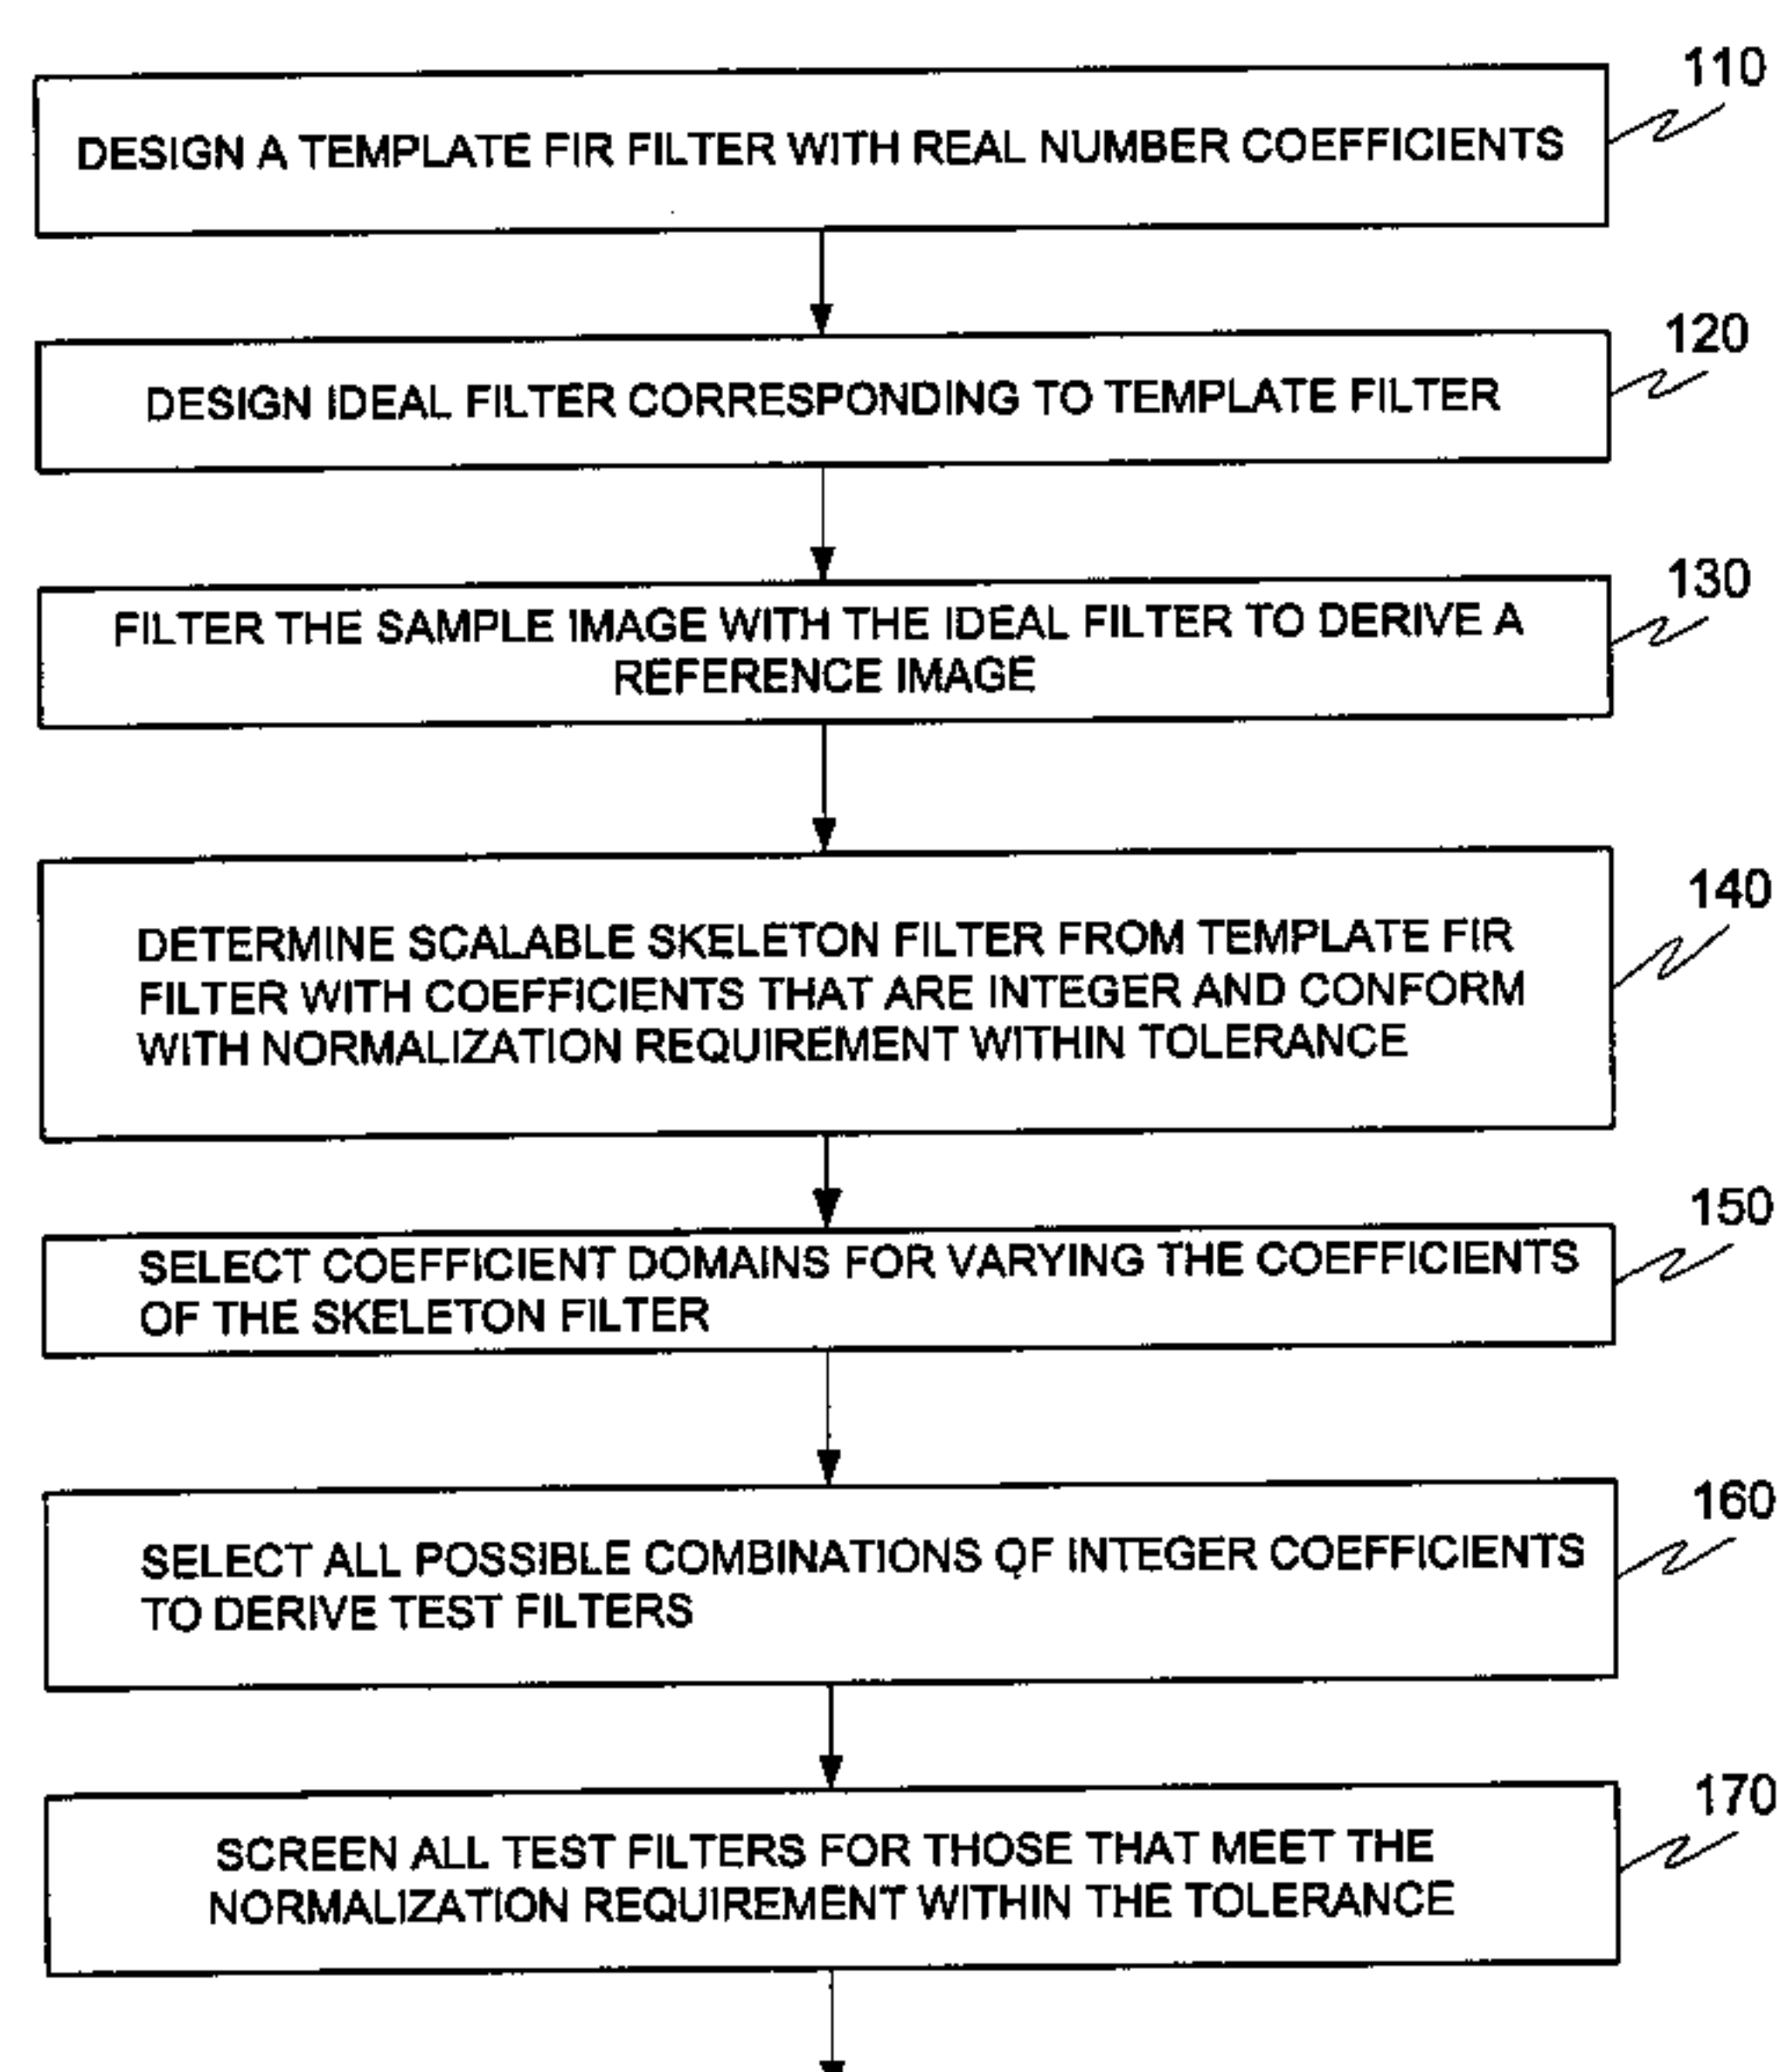 110
DESIGN A TEMPLATE FIR FILTER WITH REAL NUMBER COEFFICIENTS
120
DESIGN IDEAL FILTER CORRESPONDING TO TEMPLATE FILTER
130
FILTER THE SAMPLE IMAGE WITH THE IDEAL FILTER TO DERIVE A
REFERENCE IMAGE
140
DETERMINE SCALABLE SKELETON FILTER FROM TEMPLATE FIR
FILTER WITH COEFFICIENTS THAT ARE INTEGER AND CONFORM
WITH NORMALIZATION REQUIREMENT WITHIN TOLERANCE
150
SELECT COEFFICIENT DOMAINS FOR VARYING THE COEFFICIENTS
OF THE SKELETON FILTER
160
SELECT ALL POSSIBLE COMBINATIONS OF INTEGER COEFFICIENTS
TO DERIVE TEST FILTERS
170
SCREEN ALL TEST FILTERS FOR THOSE THAT MEET THE
NORMALIZATION REQUIREMENT WITHIN THE TOLERANCE